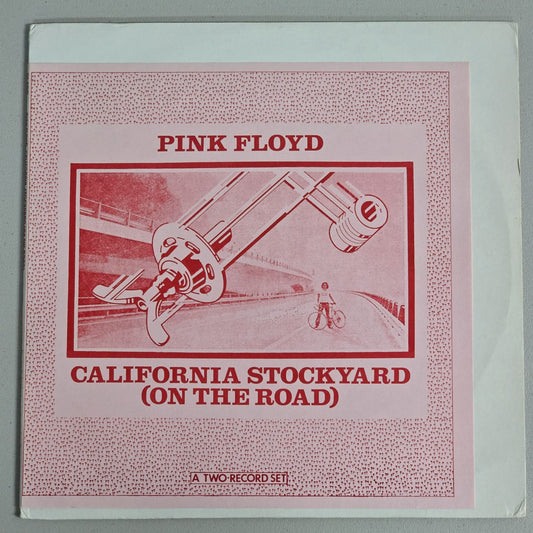 PINK FLOYD
CALIFORNIA STOCKYARD
(ON THE ROAD)
A TWO-RECORD SET